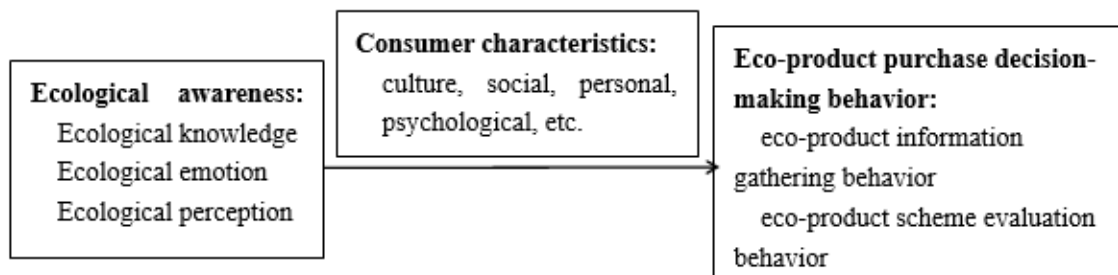 Ecological awareness:
Ecological knowledge
Ecological emotion
Ecological perception
Consumer characteristics:
culture, social, personal,
psychological, etc.
Eco-product purchase decision-
making behavior:
eco-product information
gathering behavior
eco-product scheme evaluation
behavior